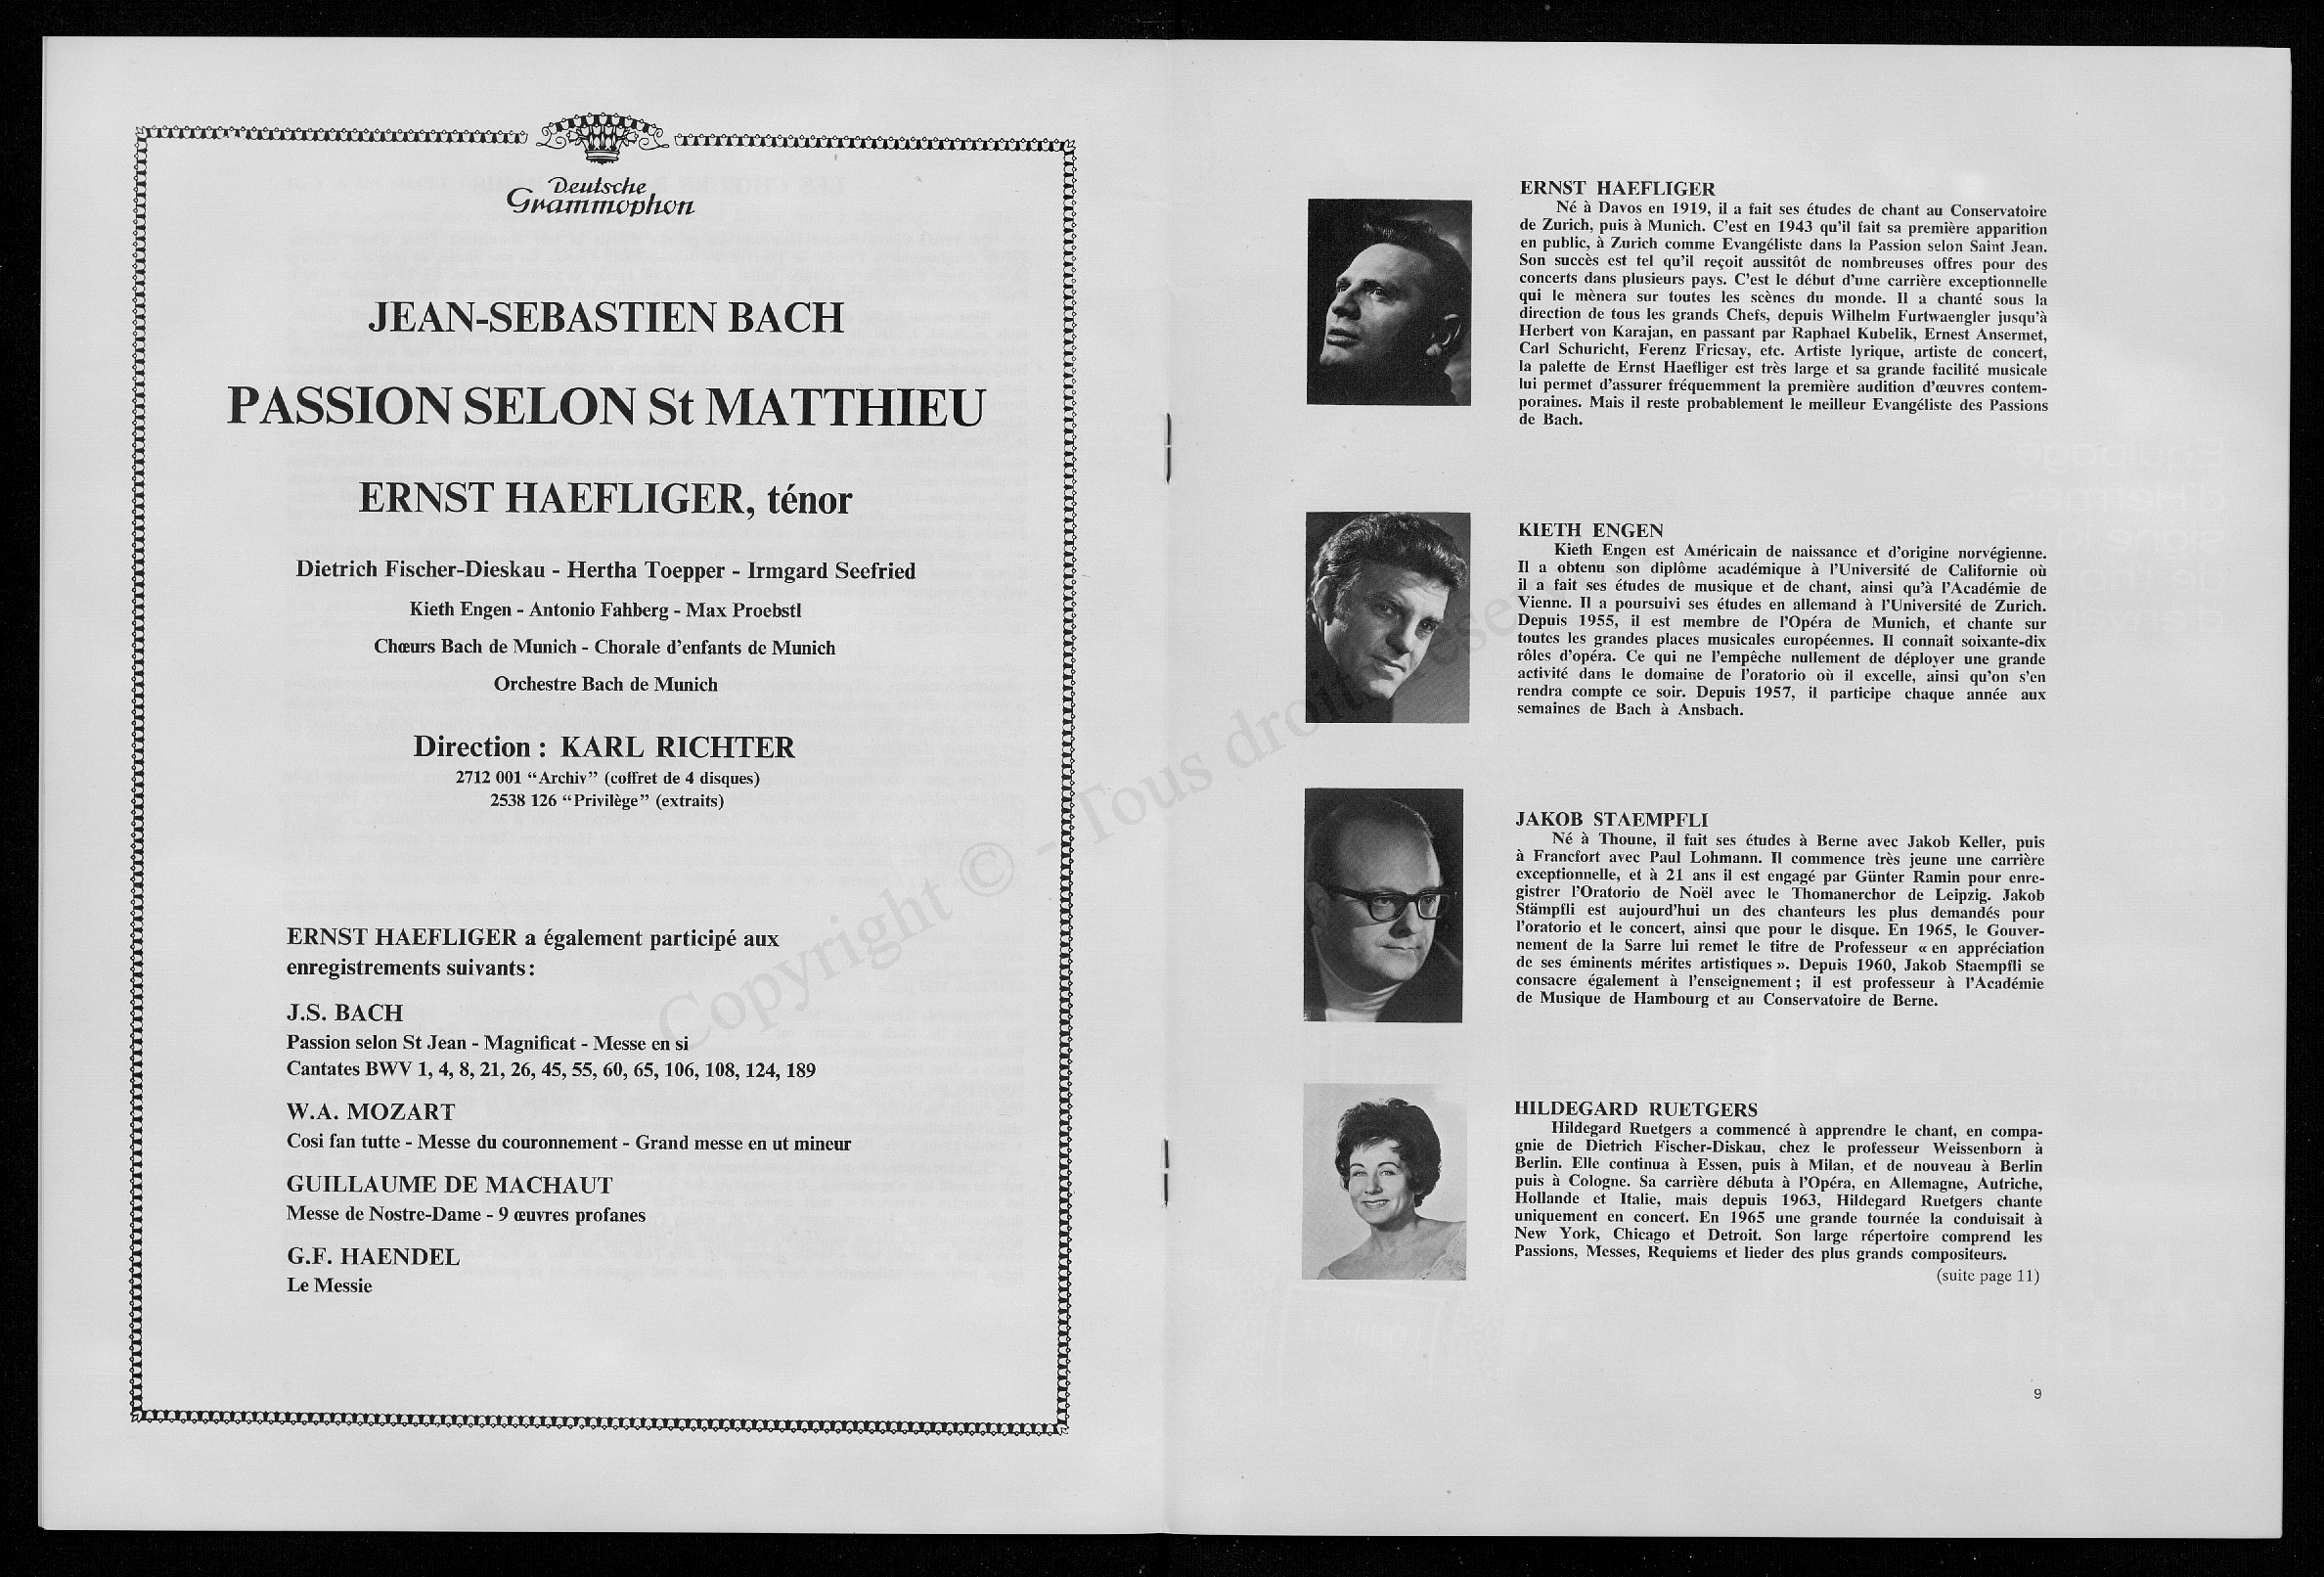 Deutsche
Grammophon
JEAN-SEBASTIEN BACH
PASSION SELON St MATTHIEU
ERNST HAEFLIGER, ténor
Dietrich Fischer-Dieskau - Hertha Toepper - Irmgard Seefried
Kieth Engen - Antonio Fahberg - Max Proebstl
Chœurs Bach de Munich - Chorale d'enfants de Munich
Orchestre Bach de Munich
Direction : KARL RICHTER
2712 001 “Archiv” (coffret de 4 disques)
2538 126 “Privilège” (extraits)
ERNST HAEFLIGER a également participé aux
enregistrements suivants :
J.S. BACH
Passion selon St Jean - Magnificat - Messe en si
Cantates BWV 1, 4, 8, 21, 26, 45, 55, 60, 65, 106, 108, 124, 189
W.A. MOZART
Cosi fan tutte - Messe du couronnement - Grand messe en ut mineur
GUILLAUME DE MACHAUT
Messe de Nostre-Dame - 9 œuvres profanes
G.F. HAENDEL
Le Messie
ERNST HAEFLIGER
Né à Davos en 1919, il a fait ses études de chant au Conservatoire
de Zurich, puis à Munich. C'est en 1943 qu'il fait sa première apparition
en public, à Zurich comme Evangéliste dans la Passion selon Saint Jean.
Son succès est tel qu'il reçoit aussitôt de nombreuses offres pour des
concerts dans plusieurs pays. C'est le début d'une carrière exceptionnelle
qui le mènera sur toutes les scènes du monde. Il a chanté sous la
direction de tous les grands Chefs, depuis Wilhelm Furtwaengler jusqu'à
Herbert von Karajan, en passant par Raphael Kubelik, Ernest Ansermet,
Carl Schuricht, Ferenz Fricsay, etc. Artiste lyrique, artiste de concert,
la palette de Ernst Haefliger est très large et sa grande facilité musicale
lui permet d'assurer fréquemment la première audition d'œuvres contem-
poraines. Mais il reste probablement le meilleur Evangéliste des Passions
de Bach.
KIETH ENGEN
Kieth Engen est Américain de naissance et d'origine norvégienne.
Il a obtenu son diplôme académique à l'Université de Californie où
il a fait ses études de musique et de chant, ainsi qu'à l'Académie de
Vienne. Il a poursuivi ses études en allemand à l'Université de Zurich.
Depuis 1955, il est membre de l'Opéra de Munich, et chante sur
toutes les grandes places musicales européennes. Il connaît soixante-dix
rôles d'opéra. Ce qui ne l'empêche nullement de déployer une grande
activité dans le domaine de l'oratorio où il excelle, ainsi qu'on s'en
rendra compte ce soir. Depuis 1957, il participe chaque année aux
semaines de Bach à Ansbach.
JAKOB STAEMPFLI
Né à Thoune, il fait ses études à Berne avec Jakob Keller, puis
à Francfort avec Paul Lohmann. Il commence très jeune une carrière
exceptionnelle, et à 21 ans il est engagé par Günter Ramin pour enre-
gistrer l'Oratorio de Noël avec le Thomanerchor de Leipzig. Jakob
Stämpfli est aujourd'hui un des chanteurs les plus demandés pour
l'oratorio et le concert, ainsi que pour le disque. En 1965, le Gouver-
nement de la Sarre lui remet le titre de Professeur « en appréciation
de ses éminents mérites artistiques ». Depuis 1960, Jakob Staempfli se
consacre également à l'enseignement ; il est professeur à l'Académie
de Musique de Hambourg et au Conservatoire de Berne.
HILDEGARD RUETGERS
Hildegard Ruetgers a commencé à apprendre le chant, en compa-
gnie de Dietrich Fischer-Diskau, chez le professeur Weissenborn à
Berlin. Elle continua à Essen, puis à Milan, et de nouveau à Berlin
puis à Cologne. Sa carrière débuta à l'Opéra, en Allemagne, Autriche,
Hollande et Italie, mais depuis 1963, Hildegard Ruetgers chante
uniquement en concert. En 1965 une grande tournée la conduisait à
New York, Chicago et Detroit. Son large répertoire comprend les
Passions, Messes, Requiems et lieder des plus grands compositeurs.
(suite page 11)
9
Copyright © - Tous droits